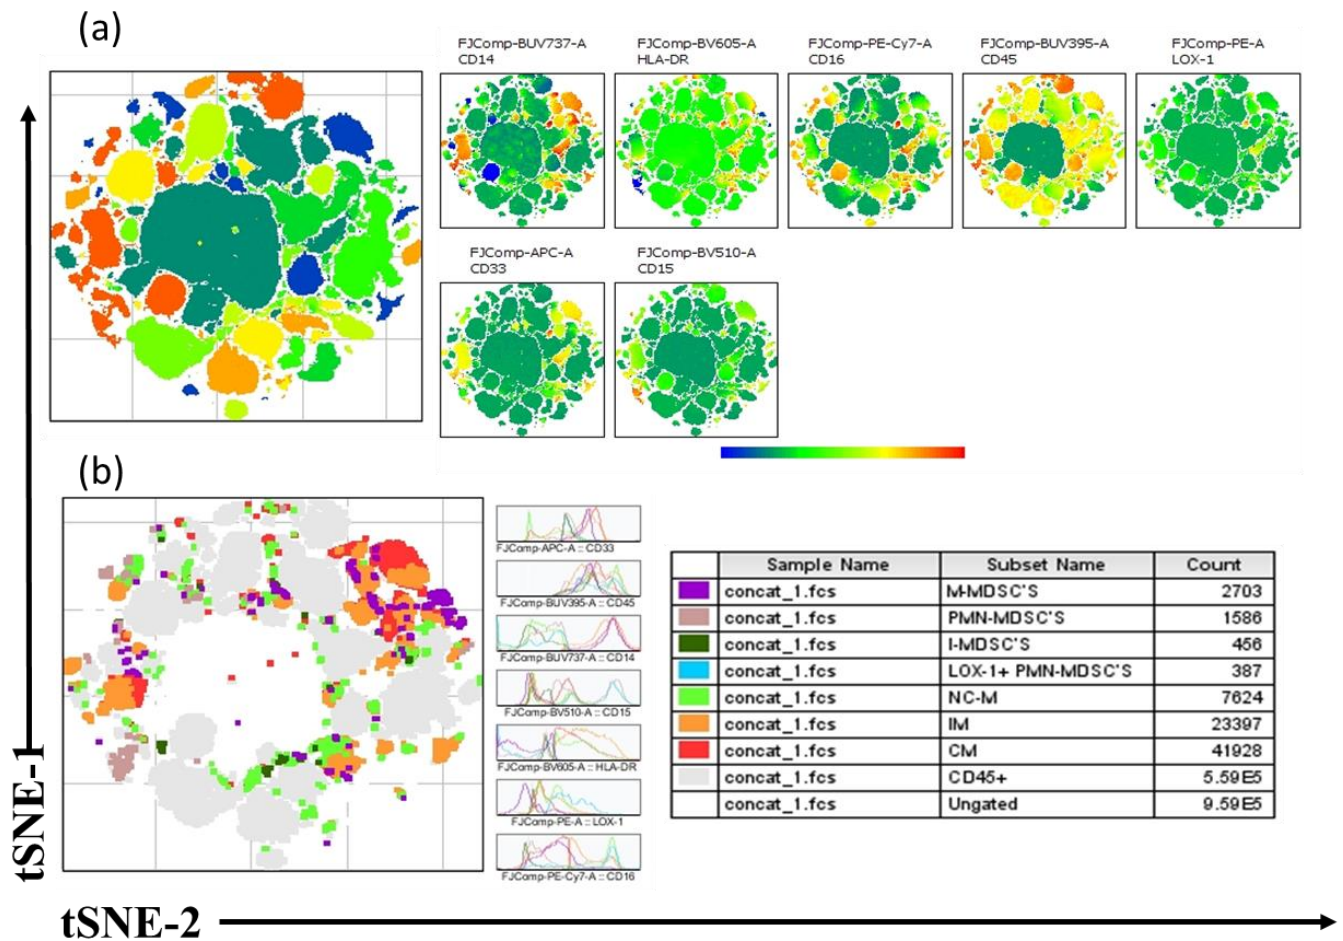 (a)
FJComp-BUV737-A
CD14
FJComp-BV605-A
HLA-DR
FJComp-PE-Cy7-A
CD16
FJComp-BUV395-A
CD45
FJComp-PE-A
LOX-1
FJComp-APC-A
CD33
FJComp-BV510-A
CD15
tSNE-1
(b)
FJComp-APC-A :: CD33
FJComp-BUV395-A :: CD45
FJComp-BUV737-A :: CD14
FJComp-BV510-A :: CD15
FJComp-BV605-A :: HLA-DR
FJComp-PE-A :: LOX-1
FJComp-PE-Cy7-A :: CD16
Sample Name Subset Name Count
concat_1.fcs M-MDSC'S 2703
concat_1.fcs PMN-MDSC'S 1586
concat_1.fcs I-MDSC'S 456
concat_1.fcs LOX-1+ PMN-MDSC'S 387
concat_1.fcs NC-M 7624
concat_1.fcs IM 23397
concat_1.fcs CM 41928
concat_1.fcs CD45+ 5.59E5
concat_1.fcs Ungated 9.59E5
tSNE-2